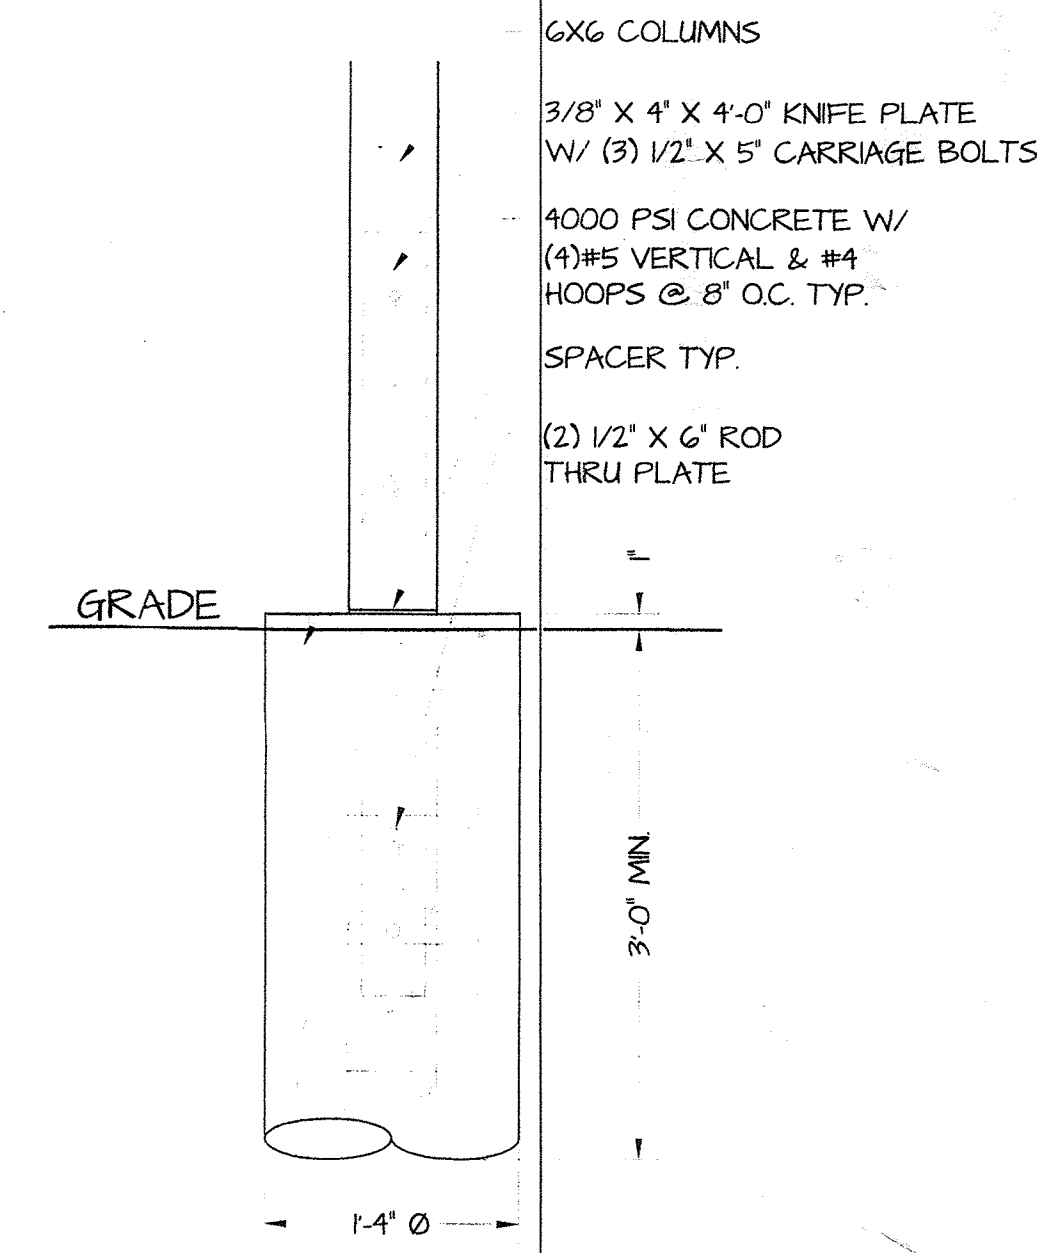 6X6 COLUMNS
3/8" X 4" X 4'-0" KNIFE PLATE
W/ (3) 1/2" X 5" CARRIAGE BOLTS
4000 PSI CONCRETE W/
(4)#5 VERTICAL & #4
HOOPS @ 8" O.C. TYP.
SPACER TYP.
(2) 1/2" X 6" ROD
THRU PLATE
1"
GRADE
3'-0" MIN.
1'-4" Ø